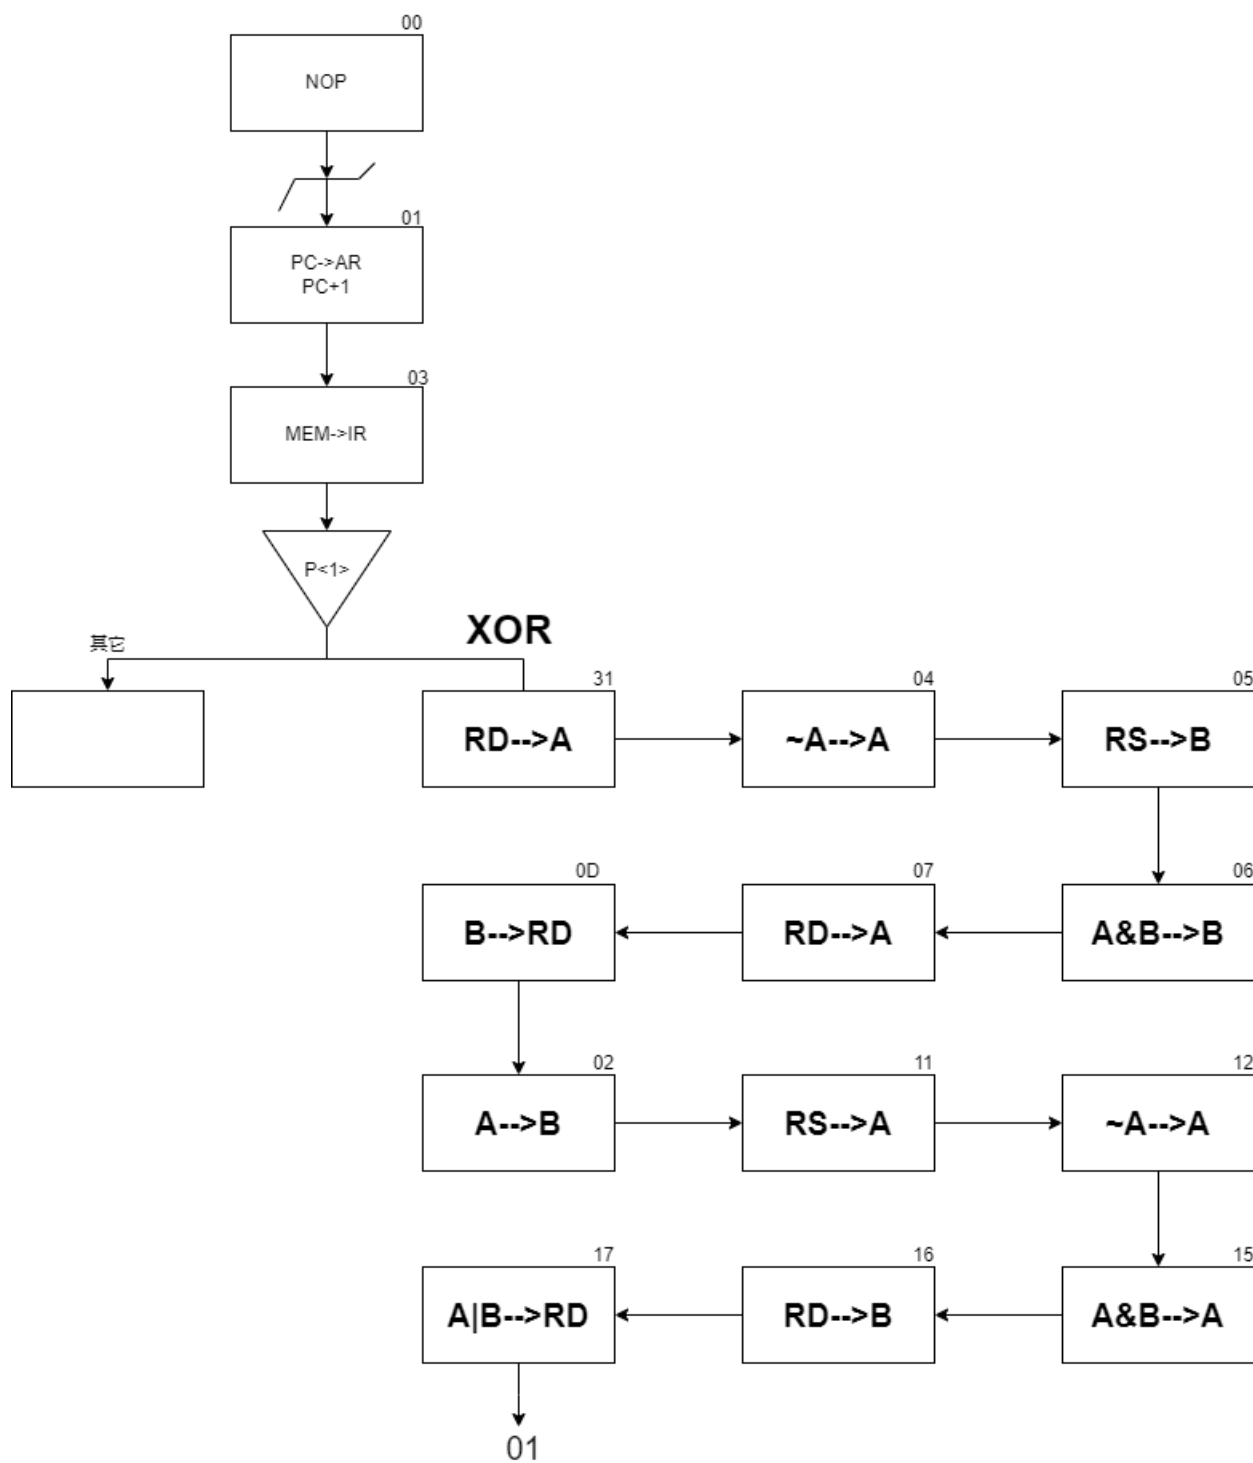 00
NOP
01
PC->AR
PC+1
03
MEM->IR
P<1>
其它
XOR
31
RD-->A
04
~A-->A
05
RS-->B
0D
B-->RD
07
RD-->A
06
A&B-->B
02
A-->B
11
RS-->A
12
~A-->A
17
A|B-->RD
16
RD-->B
15
A&B-->A
01